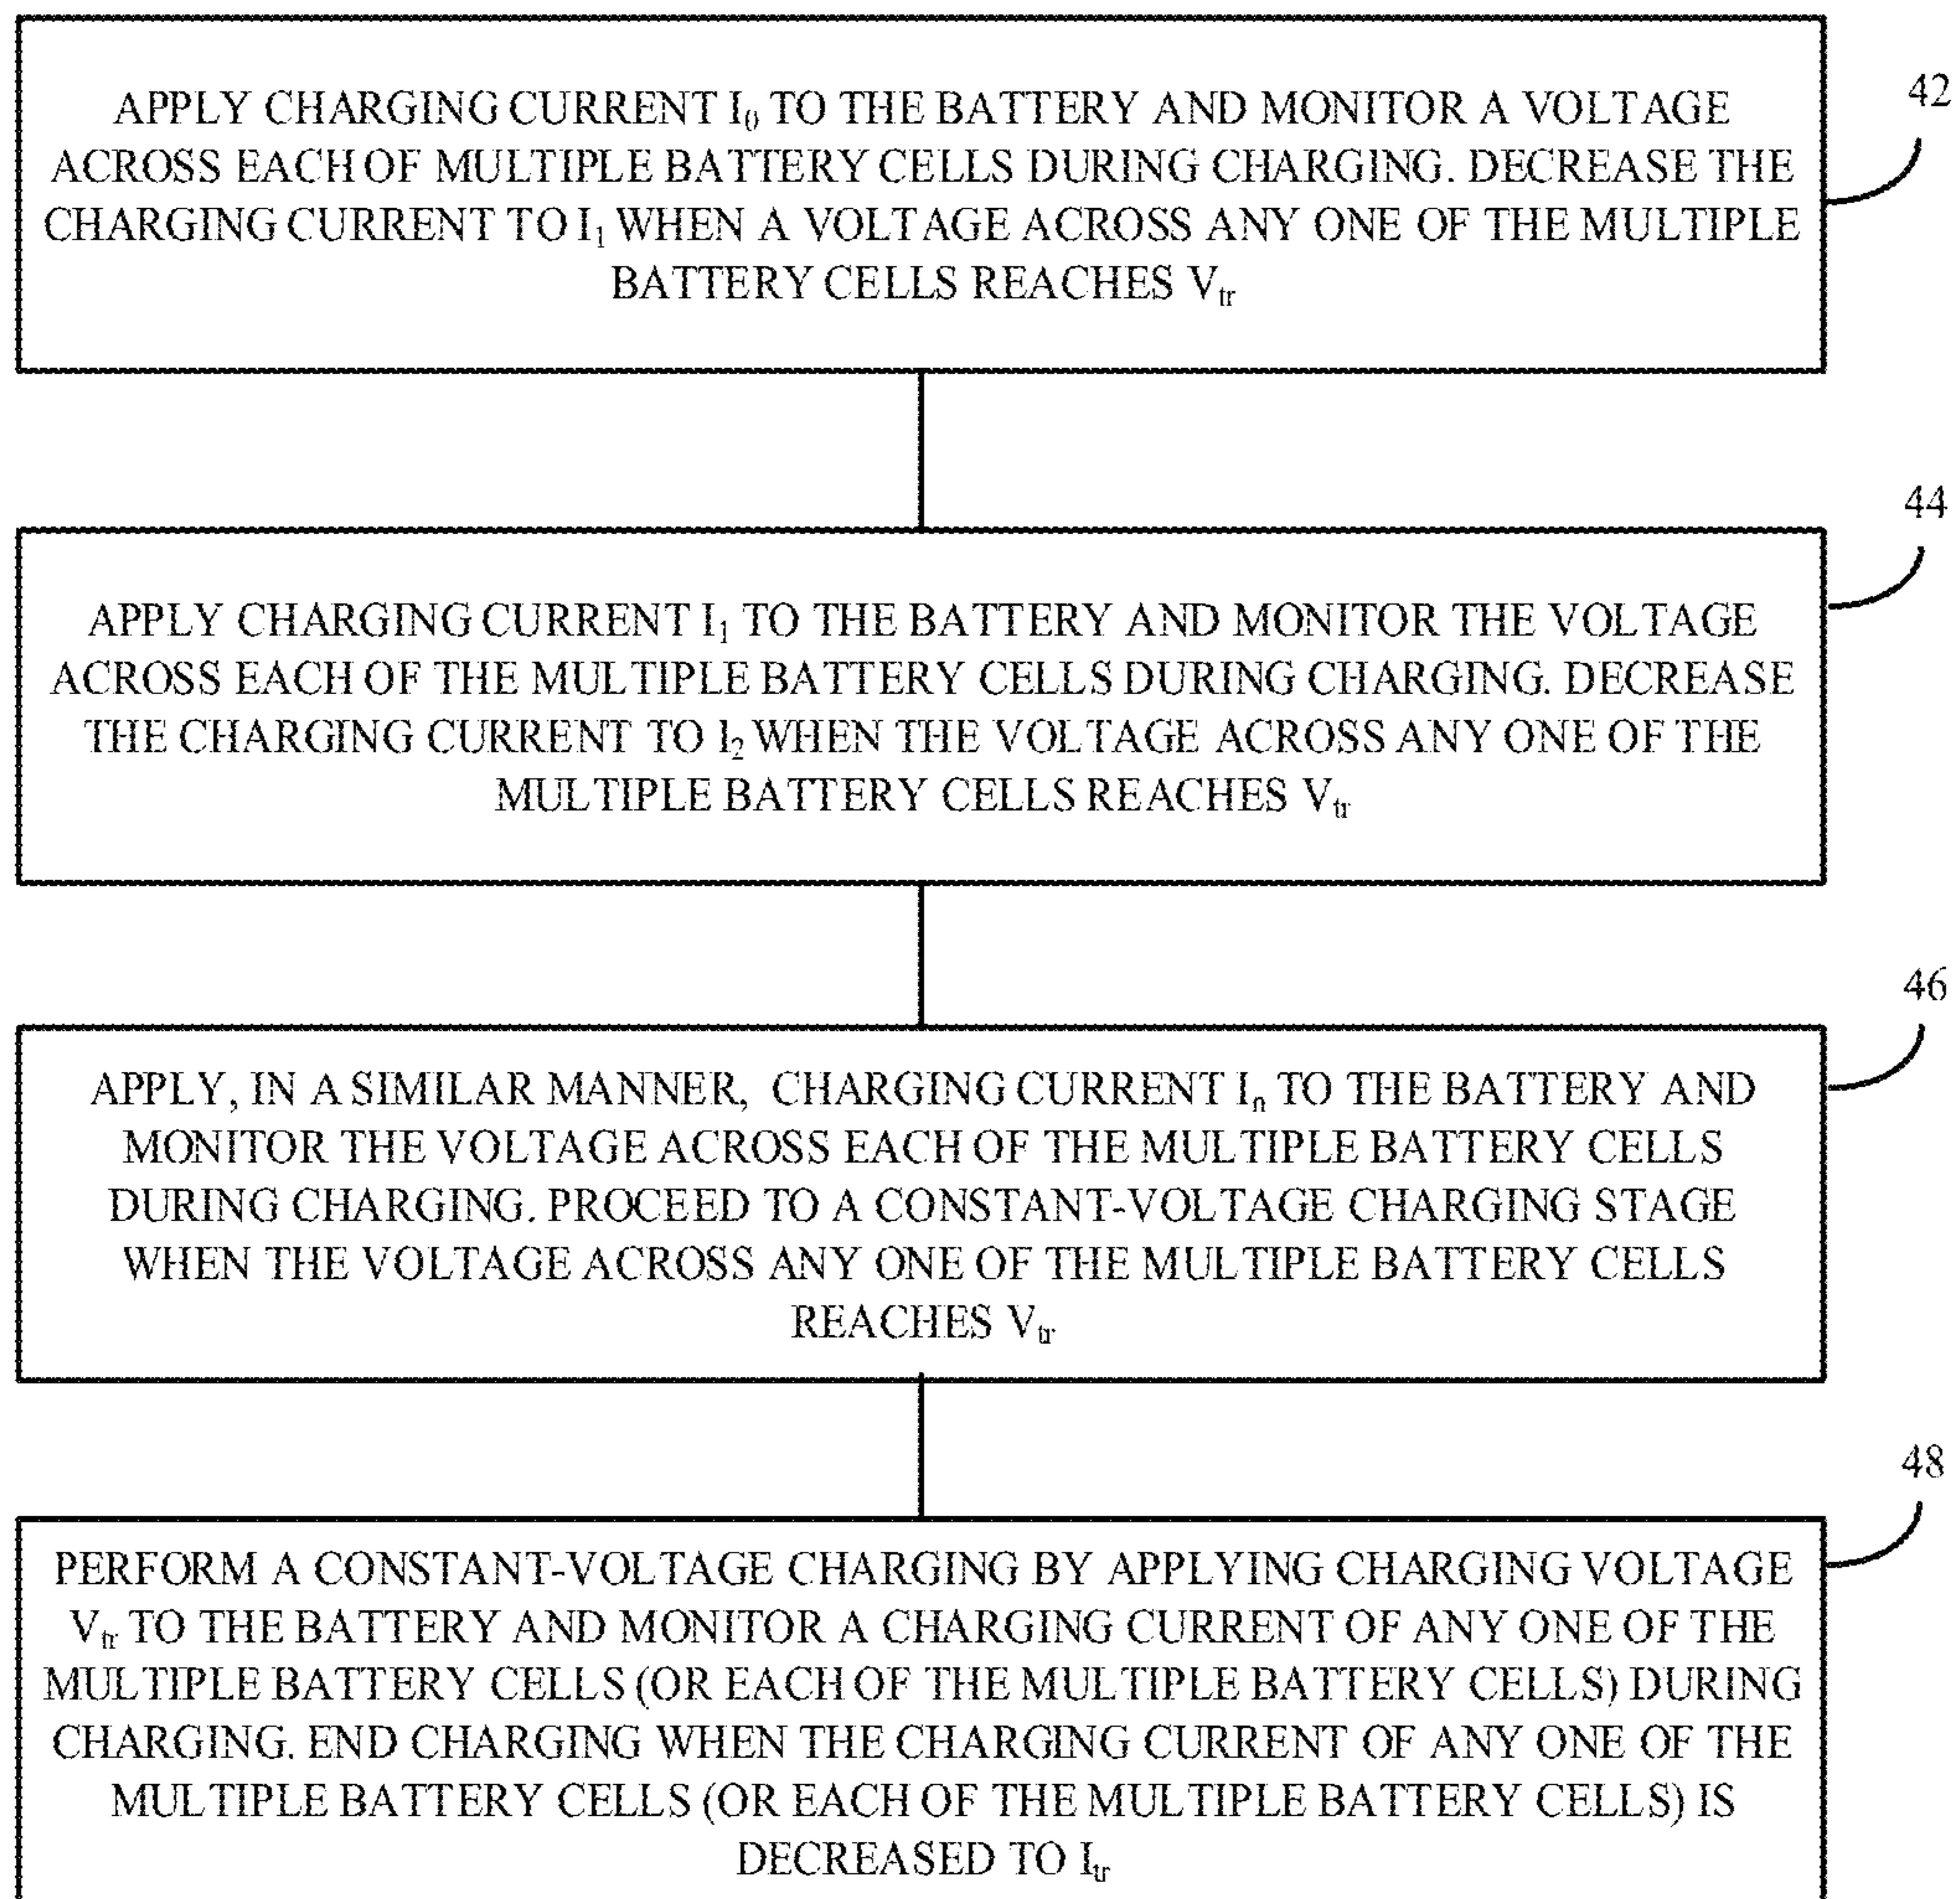 42
APPLY CHARGING CURRENT I₀ TO THE BATTERY AND MONITOR A VOLTAGE
ACROSS EACH OF MULTIPLE BATTERY CELLS DURING CHARGING. DECREASE THE
CHARGING CURRENT TO I₁ WHEN A VOLTAGE ACROSS ANY ONE OF THE MULTIPLE
BATTERY CELLS REACHES Vtr
44
APPLY CHARGING CURRENT I₁ TO THE BATTERY AND MONITOR THE VOLTAGE
ACROSS EACH OF THE MULTIPLE BATTERY CELLS DURING CHARGING. DECREASE
THE CHARGING CURRENT TO I₂ WHEN THE VOLTAGE ACROSS ANY ONE OF THE
MULTIPLE BATTERY CELLS REACHES Vtr
46
APPLY, IN A SIMILAR MANNER, CHARGING CURRENT Iₙ TO THE BATTERY AND
MONITOR THE VOLTAGE ACROSS EACH OF THE MULTIPLE BATTERY CELLS
DURING CHARGING. PROCEED TO A CONSTANT-VOLTAGE CHARGING STAGE
WHEN THE VOLTAGE ACROSS ANY ONE OF THE MULTIPLE BATTERY CELLS
REACHES Vtr
48
PERFORM A CONSTANT-VOLTAGE CHARGING BY APPLYING CHARGING VOLTAGE
Vtr TO THE BATTERY AND MONITOR A CHARGING CURRENT OF ANY ONE OF THE
MULTIPLE BATTERY CELLS (OR EACH OF THE MULTIPLE BATTERY CELLS) DURING
CHARGING. END CHARGING WHEN THE CHARGING CURRENT OF ANY ONE OF THE
MULTIPLE BATTERY CELLS (OR EACH OF THE MULTIPLE BATTERY CELLS) IS
DECREASED TO Itr